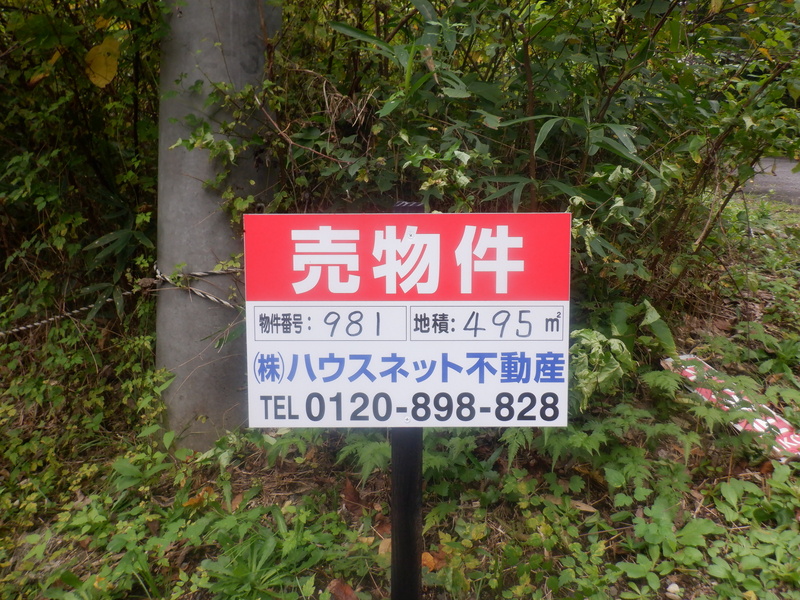 売物件
物件番号: 981 地積: 495 ㎡
(株)ハウスネット不動産
TEL 0120-898-828